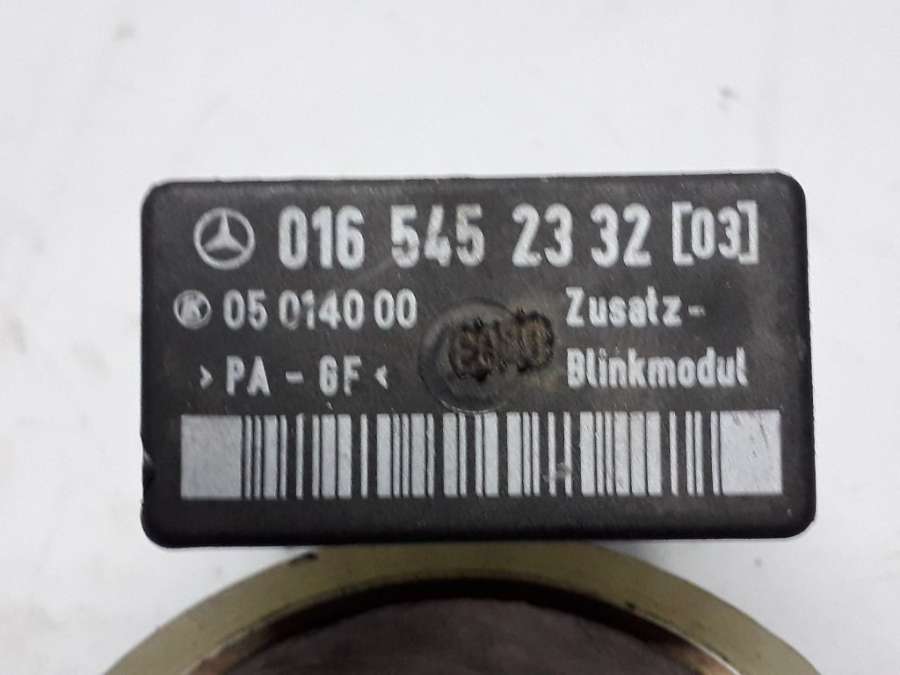 016 545 23 32 [03]
05 0140 00
Zusatz-
> PA - 6F <
Blinkmodul